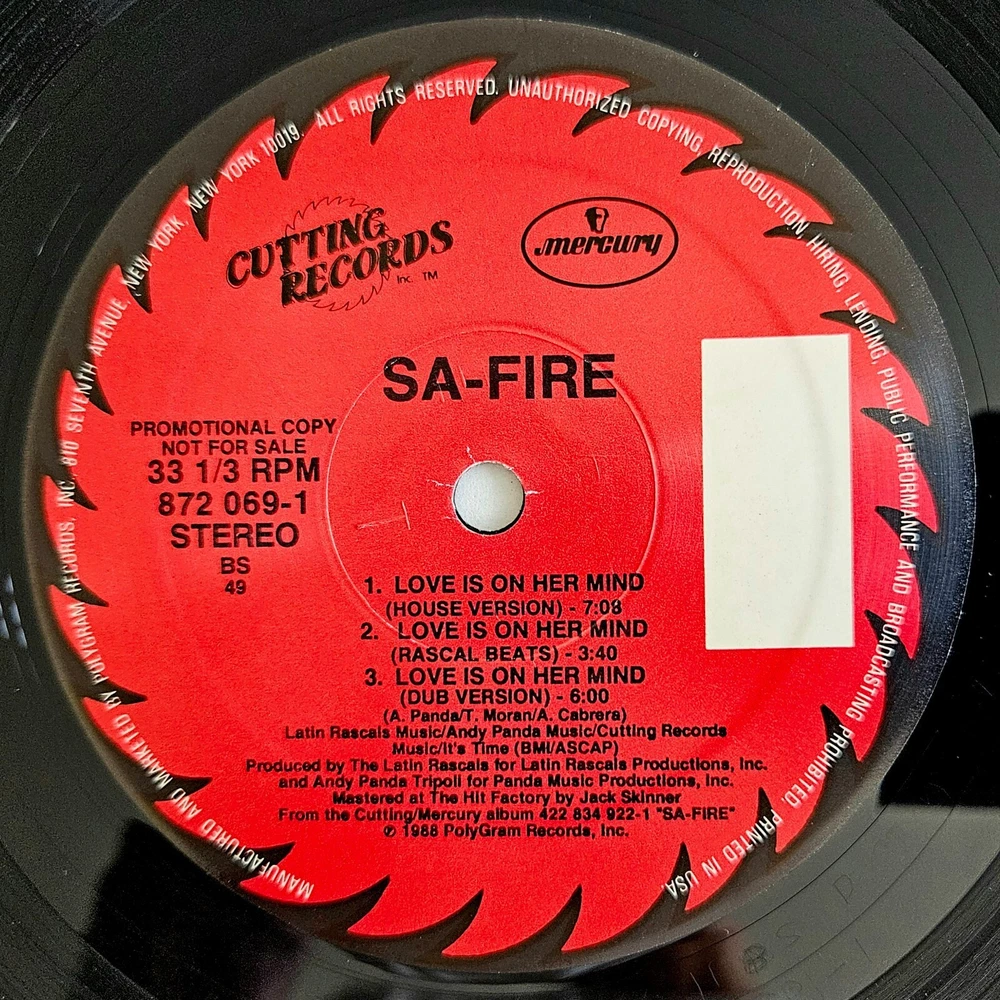 MANUFACTURED AND MARKETED BY POLYGRAM RECORDS, INC. 810 SEVENTH AVENUE, NEW YORK, NEW YORK 10019. ALL RIGHTS RESERVED. UNAUTHORIZED COPYING, REPRODUCTION HIRING, LENDING, PUBLIC PERFORMANCE AND BROADCASTING PROHIBITED. PRINTED IN USA
CUTTING
RECORDS
Inc. ™
mercury
SA-FIRE
PROMOTIONAL COPY
NOT FOR SALE
33 1/3 RPM
872 069-1
STEREO
BS
49
1. LOVE IS ON HER MIND
(HOUSE VERSION) - 7:08
2. LOVE IS ON HER MIND
(RASCAL BEATS) - 3:40
3. LOVE IS ON HER MIND
(DUB VERSION) - 6:00
(A. Panda/T. Moran/A. Cabrera)
Latin Rascals Music/Andy Panda Music/Cutting Records
Music/It's Time (BMI/ASCAP)
Produced by The Latin Rascals for Latin Rascals Productions, Inc.
and Andy Panda Tripoli for Panda Music Productions, Inc.
Mastered at The Hit Factory by Jack Skinner
From the Cutting/Mercury album 422 834 922-1 "SA-FIRE"
℗ 1988 PolyGram Records, Inc.